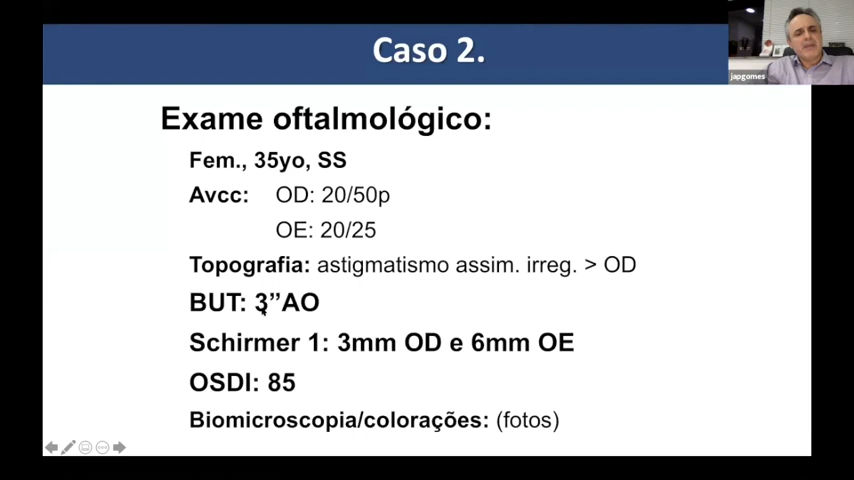 Caso 2.
japgomes
Exame oftalmológico:
Fem., 35yo, SS
Avcc: OD: 20/50p
OE: 20/25
Topografia: astigmatismo assim. irreg. > OD
BUT: 3”AO
Schirmer 1: 3mm OD e 6mm OE
OSDI: 85
Biomicroscopia/colorações: (fotos)